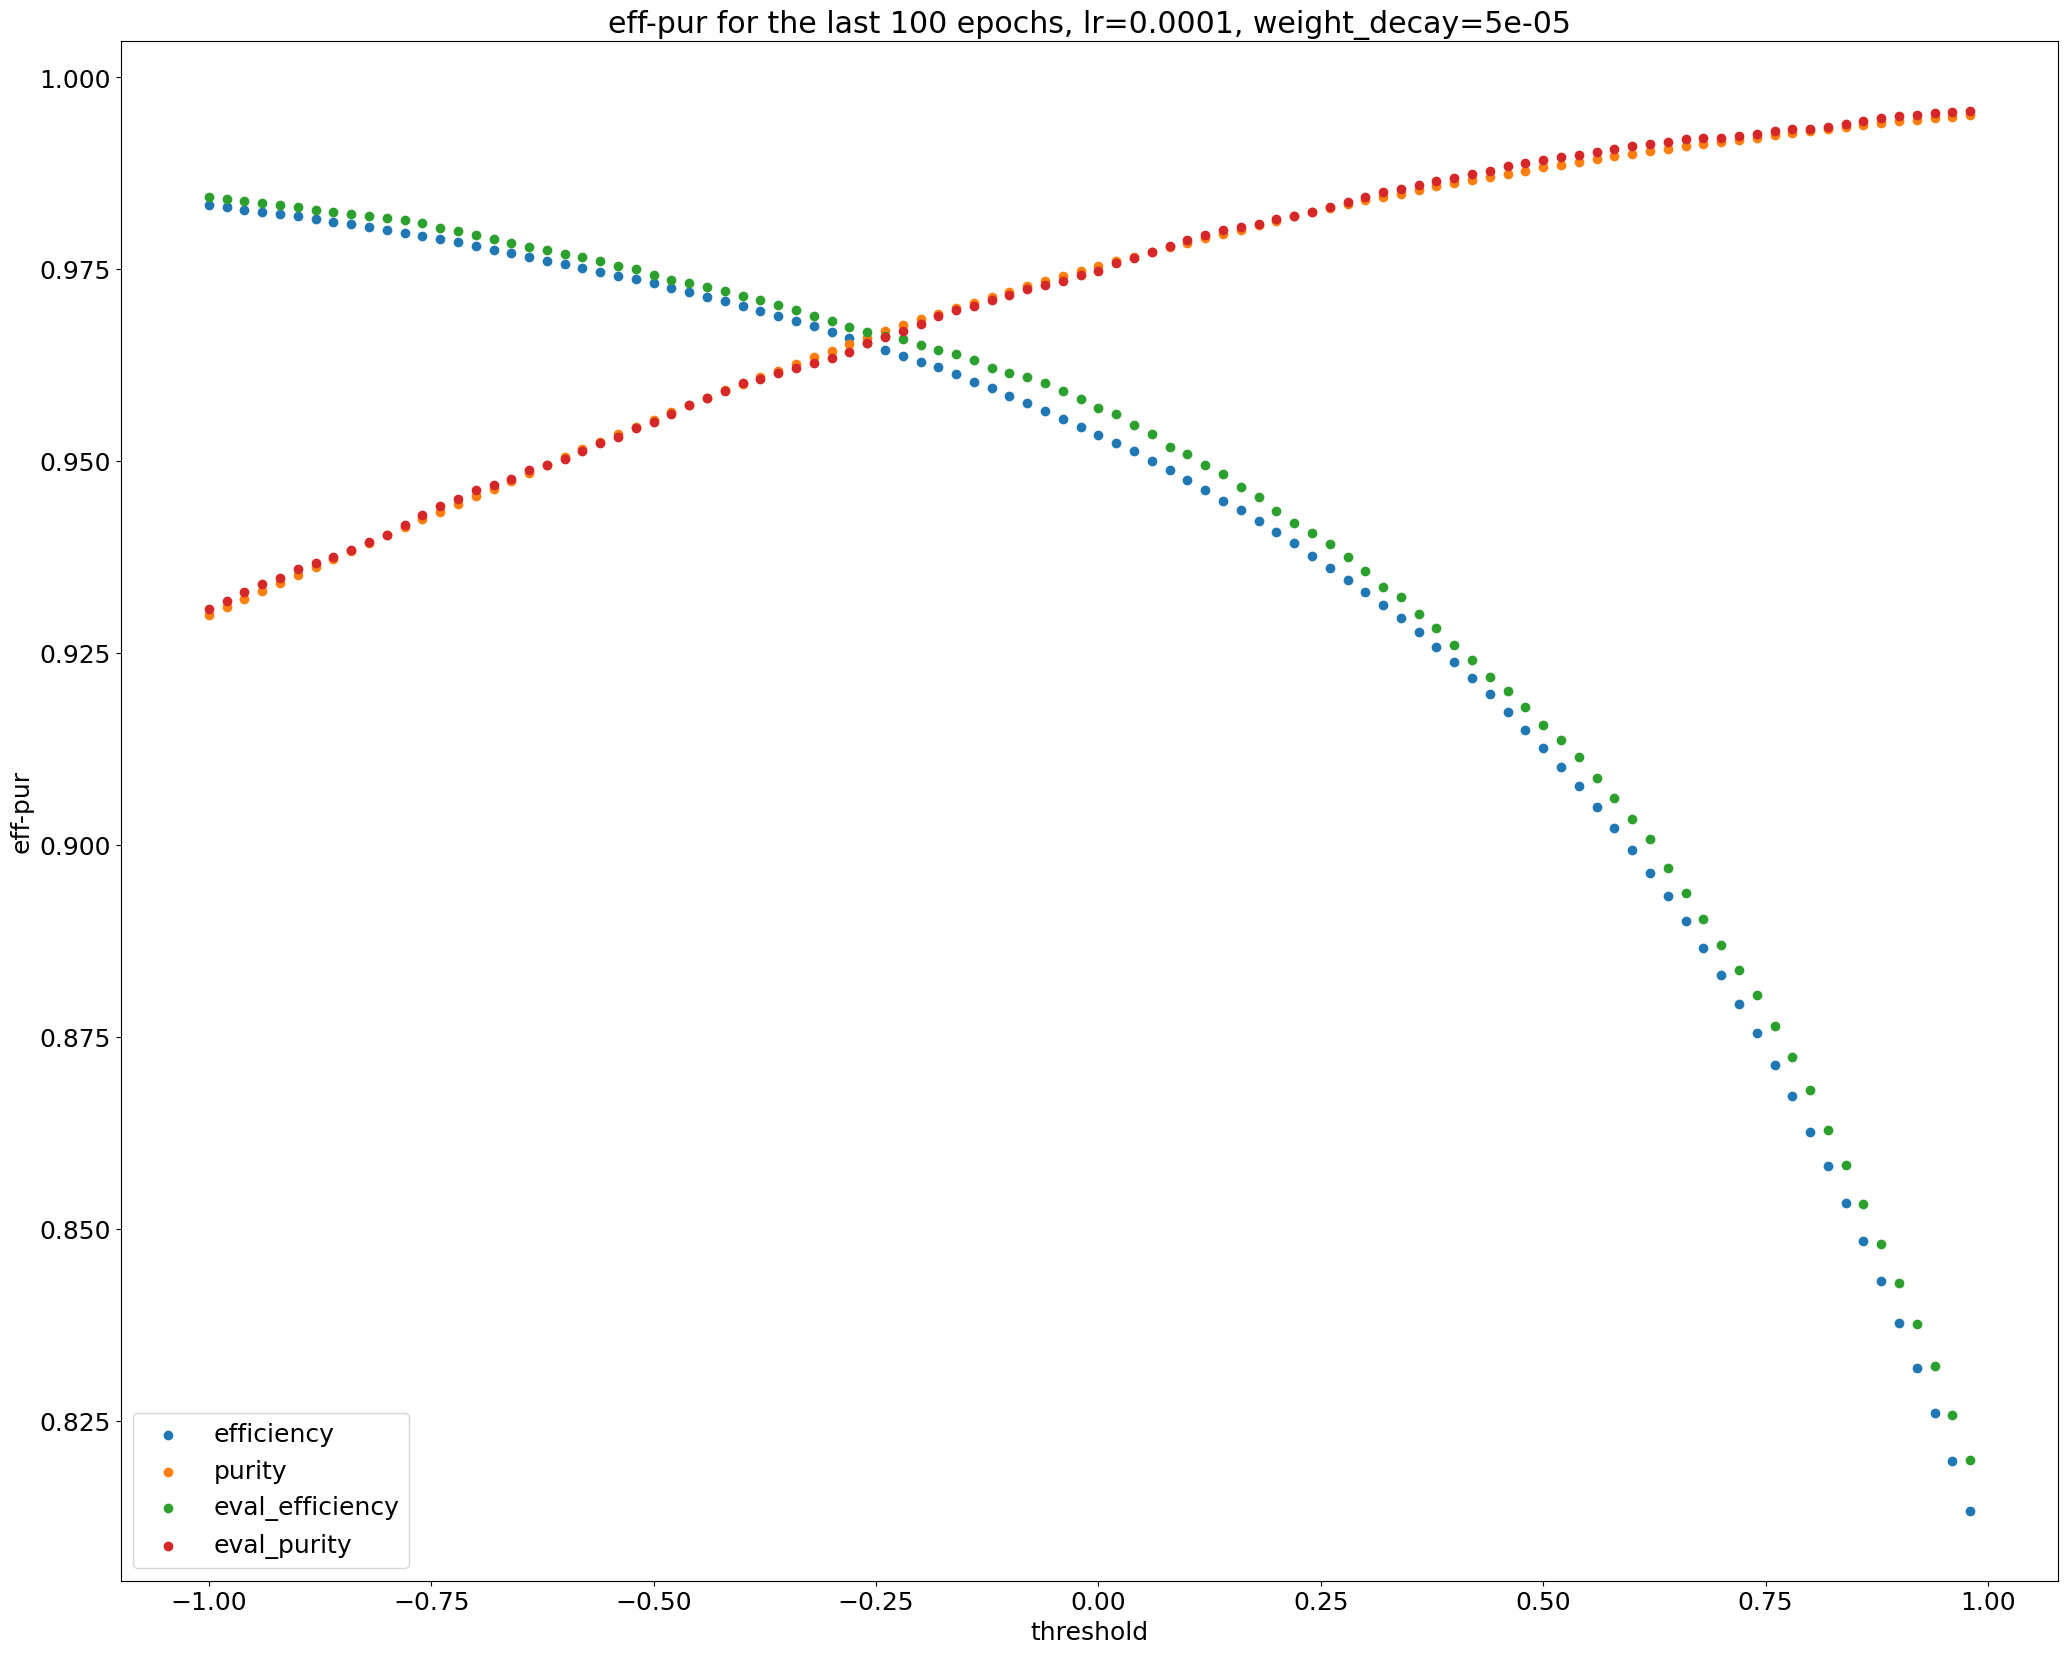 eff-pur for the last 100 epochs, lr=0.0001, weight_decay=5e-05
1.000
0.975
0.950
0.925
0.900
0.875
0.850
0.825
eff-pur
efficiency
purity
eval_efficiency
eval_purity
−1.00 −0.75 −0.50 −0.25 0.00 0.25 0.50 0.75 1.00
threshold